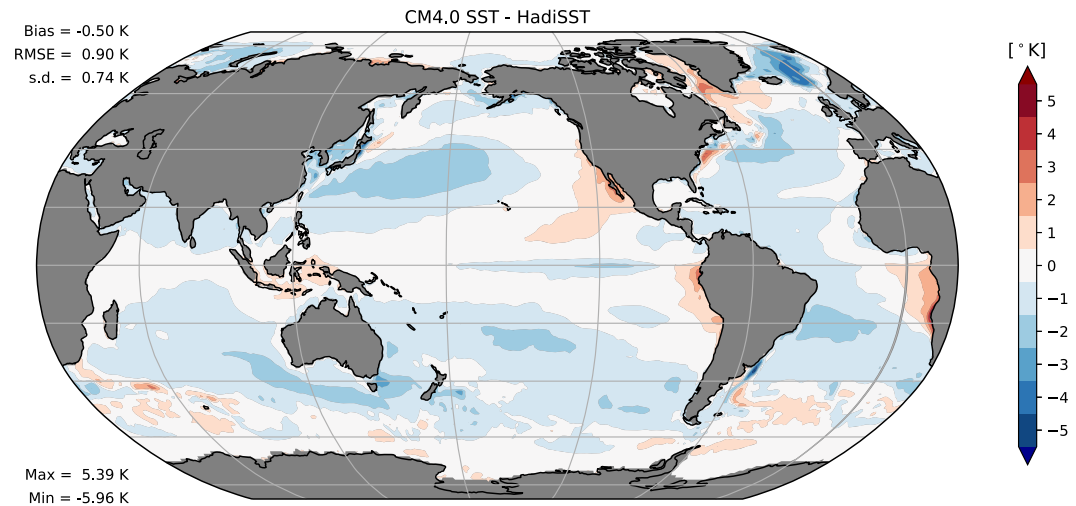 CM4.0 SST - HadiSST
Bias = -0.50 K
RMSE = 0.90 K
s.d. = 0.74 K
[°K]
5
4
3
2
1
0
−1
−2
−3
−4
−5
Max = 5.39 K
Min = -5.96 K